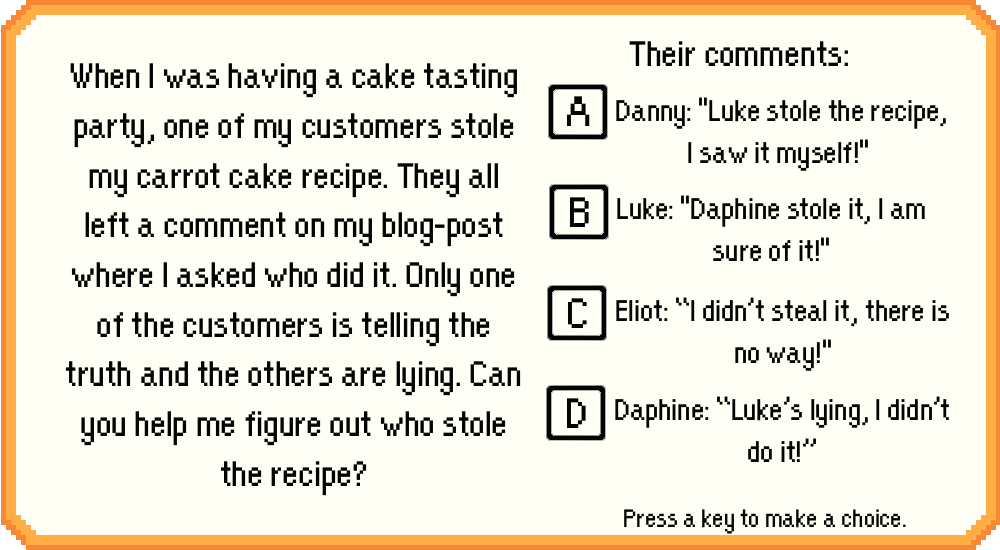 When I was having a cake tasting
party, one of my customers stole
my carrot cake recipe. They all
left a comment on my blog-post
where I asked who did it. Only one
of the customers is telling the
truth and the others are lying. Can
you help me figure out who stole
the recipe?
Their comments:
A Danny: "Luke stole the recipe,
I saw it myself!"
B Luke: "Daphine stole it, I am
sure of it!"
C Eliot: “I didn’t steal it, there is
no way!"
D Daphine: “Luke’s lying, I didn’t
do it!”
Press a key to make a choice.